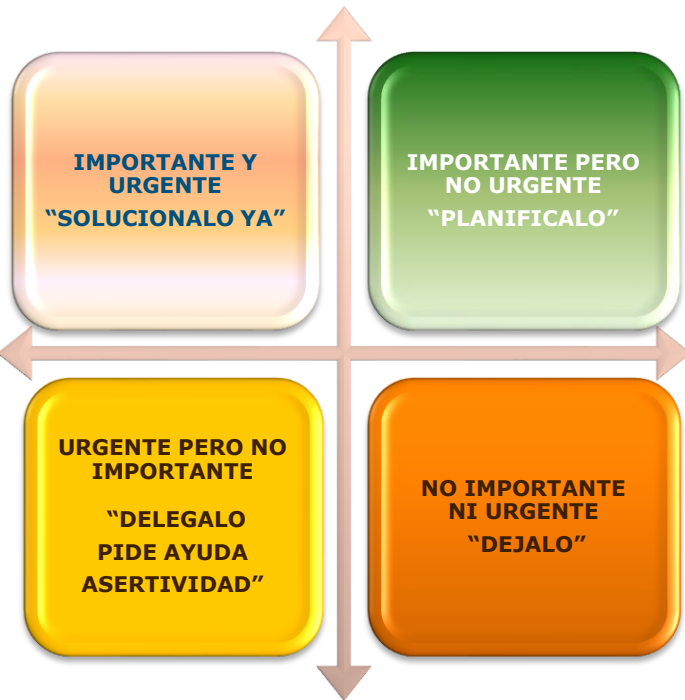 IMPORTANTE Y
URGENTE
“SOLUCIONALO YA”
IMPORTANTE PERO
NO URGENTE
“PLANIFICALO”
URGENTE PERO NO
IMPORTANTE
“DELEGALO
PIDE AYUDA
ASERTIVIDAD”
NO IMPORTANTE
NI URGENTE
“DEJALO”